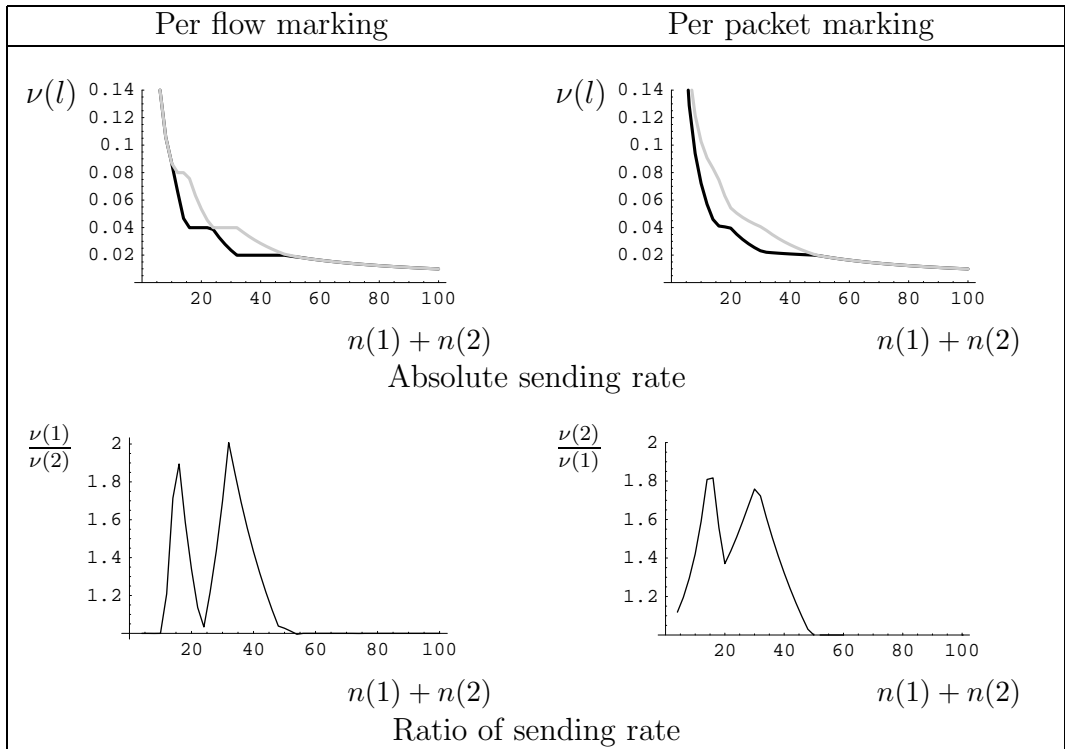 Per flow marking Per packet marking
ν(l)
0.14
0.12
0.1
0.08
0.06
0.04
0.02
20 40 60 80 100
n(1) + n(2)
ν(l)
0.14
0.12
0.1
0.08
0.06
0.04
0.02
20 40 60 80 100
n(1) + n(2)
Absolute sending rate
ν(1)
ν(2)
2
1.8
1.6
1.4
1.2
20 40 60 80 100
n(1) + n(2)
ν(2)
ν(1)
2
1.8
1.6
1.4
1.2
20 40 60 80 100
n(1) + n(2)
Ratio of sending rate